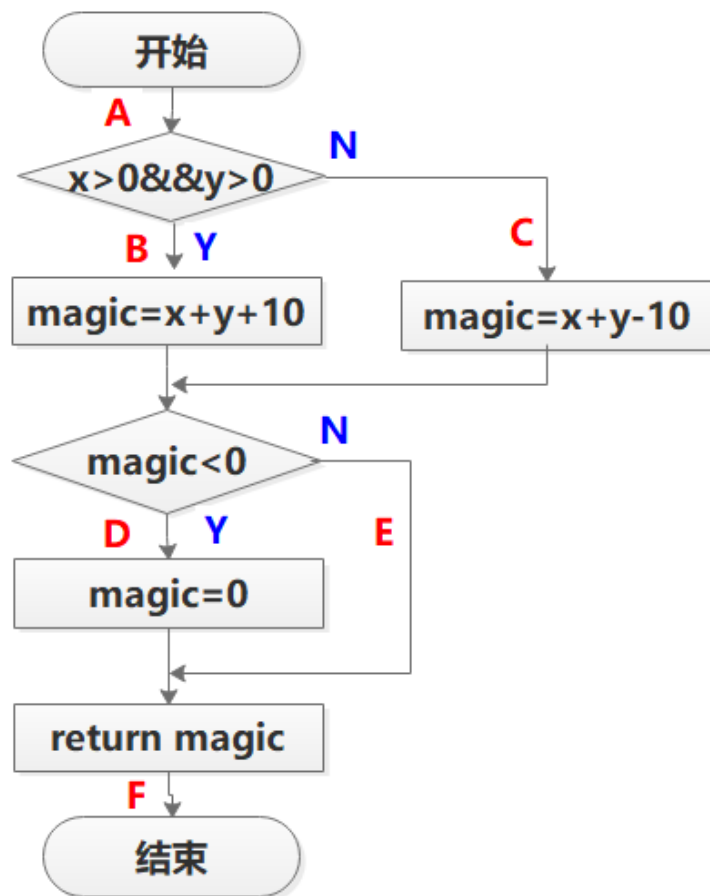 开始
A
N
x>0&&y>0
C
B
Y
magic=x+y+10
magic=x+y-10
N
magic<0
D
Y
E
magic=0
return magic
F
结束